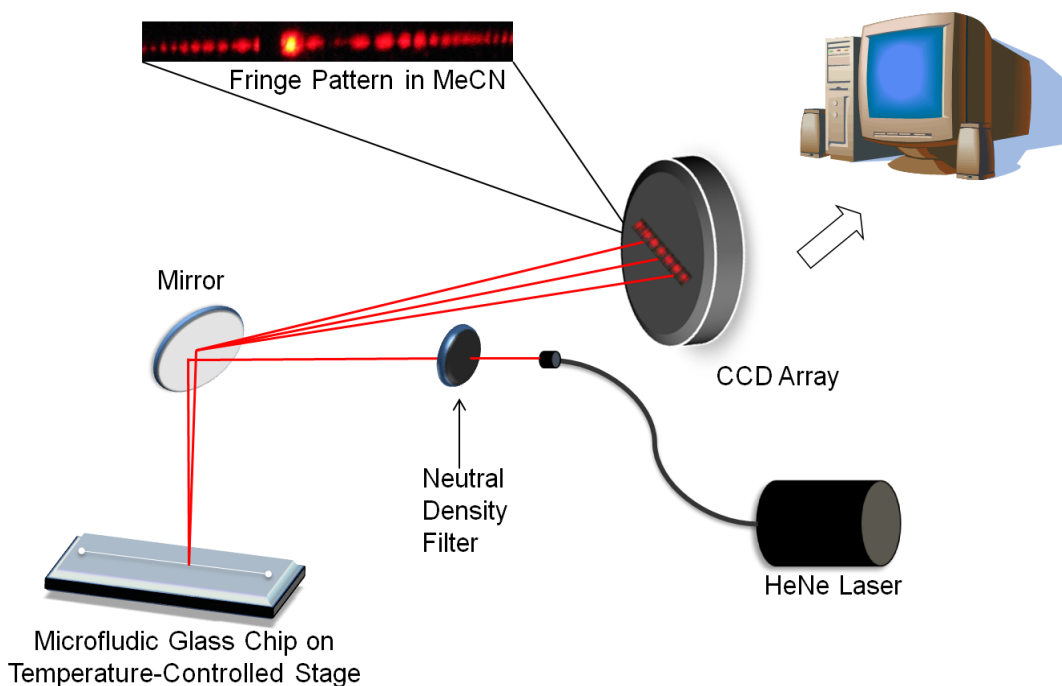 Fringe Pattern in MeCN
Mirror
CCD Array
Neutral
Density
Filter
HeNe Laser
Microfludic Glass Chip on
Temperature-Controlled Stage